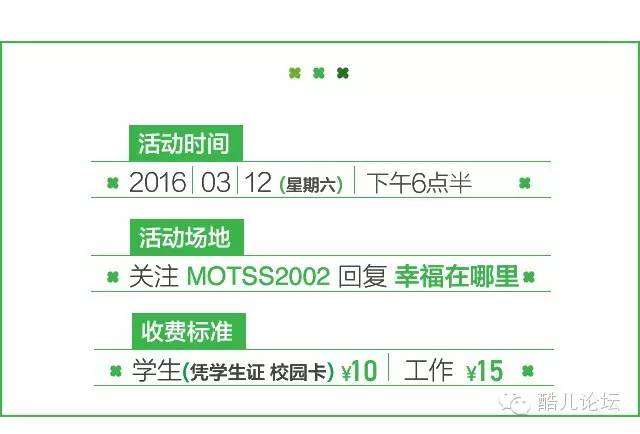 活动时间
2016 | 03 | 12 (星期六) | 下午6点半
活动场地
关注 MOTSS2002 回复 幸福在哪里
收费标准
学生(凭学生证 校园卡) ¥10 | 工作 ¥15
酷儿论坛